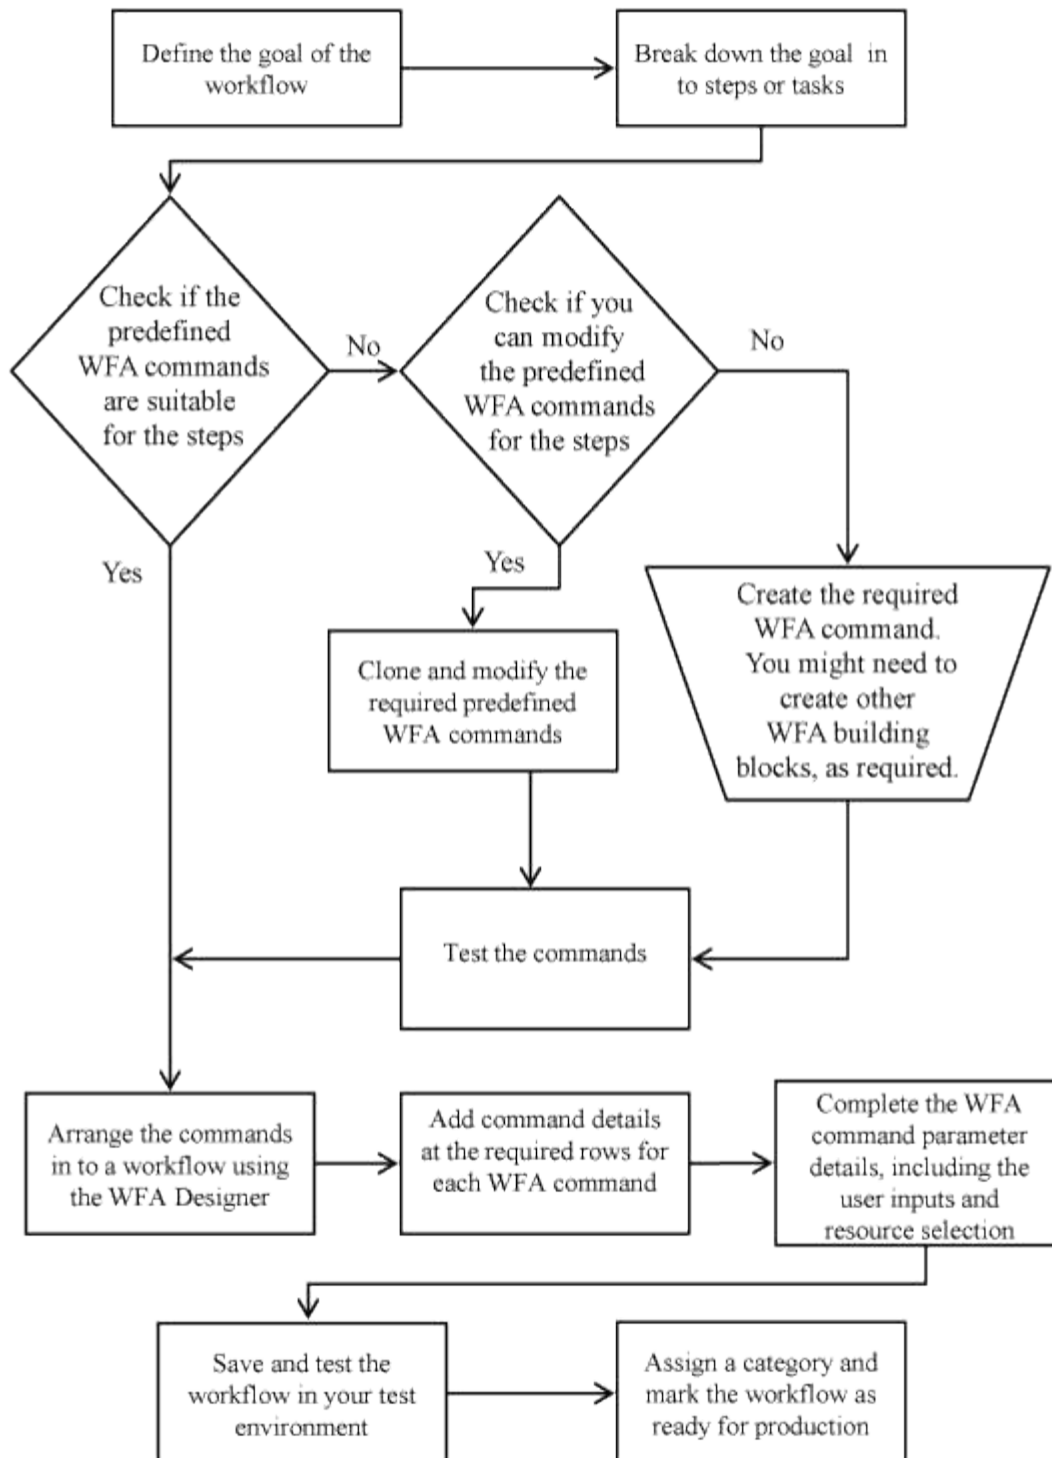 Define the goal of the
workflow
Break down the goal in
to steps or tasks
Check if the
predefined
WFA commands
are suitable
for the steps
No
Check if you
can modify
the predefined
WFA commands
for the steps
No
Yes
Yes
Clone and modify the
required predefined
WFA commands
Create the required
WFA command.
You might need to
create other
WFA building
blocks, as required.
Test the commands
Arrange the commands
in to a workflow using
the WFA Designer
Add command details
at the required rows for
each WFA command
Complete the WFA
command parameter
details, including the
user inputs and
resource selection
Save and test the
workflow in your test
environment
Assign a category and
mark the workflow as
ready for production